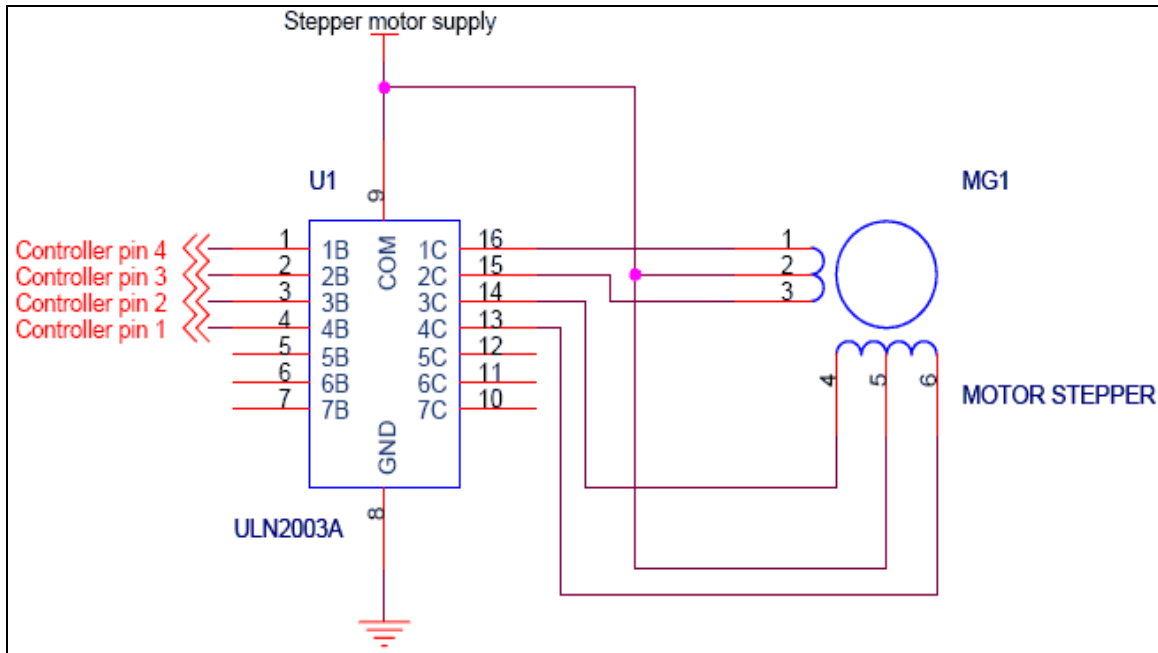 Stepper motor supply
U1
MG1
9
COM
Controller pin 4
1 1B 1C 16
1
Controller pin 3
2 2B 2C 15
2
Controller pin 2
3 3B 3C 14
3
Controller pin 1
4 4B 4C 13
5 5B 5C 12
6 6B 6C 11
7 7B 7C 10
4 5 6
MOTOR STEPPER
GND
8
ULN2003A